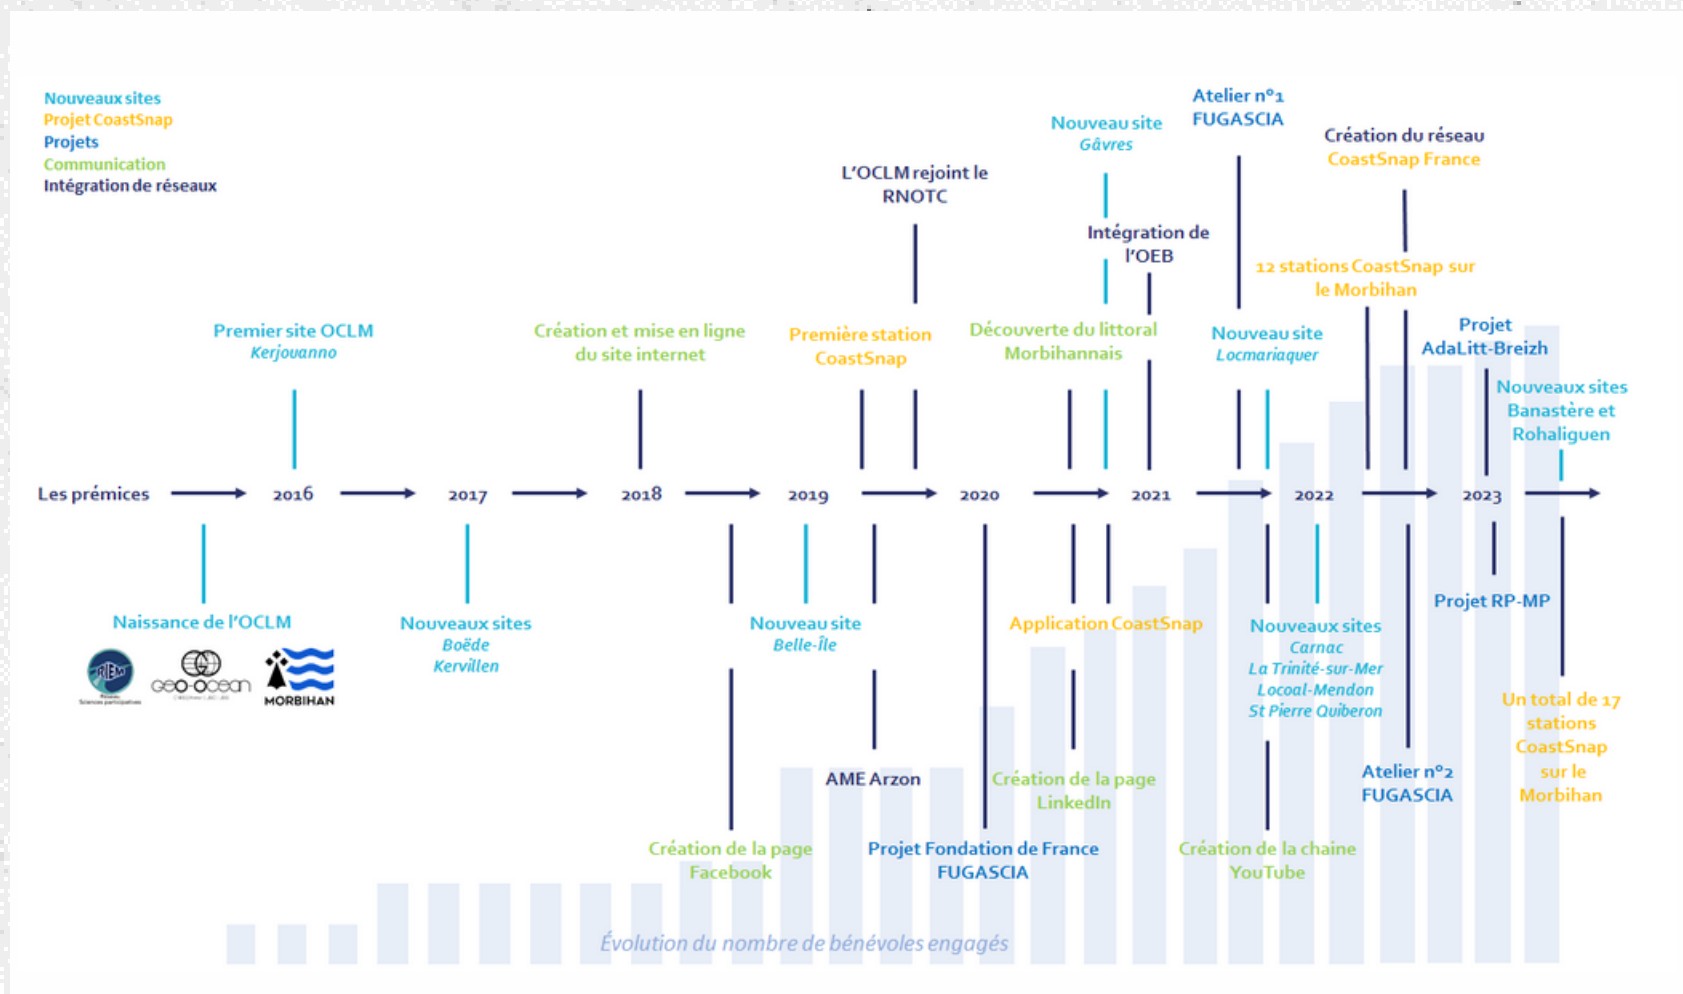 Nouveaux sites
Projet CoastSnap
Projets
Communication
Intégration de réseaux
Atelier n°1
FUGASCIA
Nouveau site
Gâvres
Création du réseau
CoastSnap France
L'OCLM rejoint le
RNOTC
Intégration de
l'OEB
12 stations CoastSnap sur
le Morbihan
Premier site OCLM
Kerjouanno
Création et mise en ligne
du site internet
Première station
CoastSnap
Découverte du littoral
Morbihannais
Nouveau site
Locmariaquer
Projet
AdaLitt-Breizh
Nouveaux sites
Banastère et
Rohaliguen
Les prémices
2016
2017
2018
2019
2020
2021
2022
2023
Naissance de l'OCLM
RIEM
Sciences participatives
GEO-OCEAN
MORBIHAN
Nouveaux sites
Boëde
Kervillen
Nouveau site
Belle-Île
Application CoastSnap
Nouveaux sites
Carnac
La Trinité-sur-Mer
Locoal-Mendon
St Pierre Quiberon
Projet RP-MP
Un total de 17
stations
CoastSnap
sur le
Morbihan
AME Arzon
Création de la page
LinkedIn
Atelier n°2
FUGASCIA
Création de la page
Facebook
Projet Fondation de France
FUGASCIA
Création de la chaine
YouTube
Évolution du nombre de bénévoles engagés